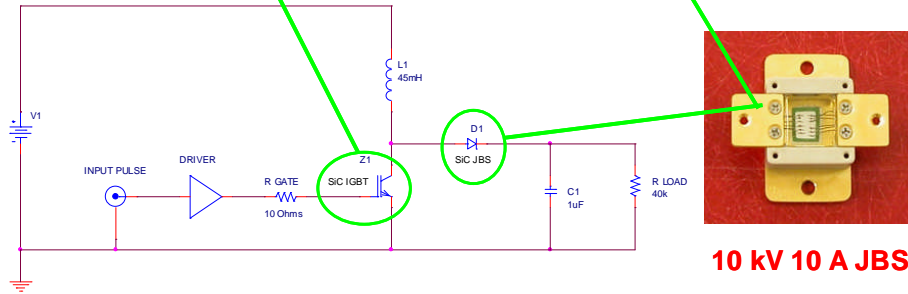 L1
45mH
V1
D1
Z1
DRIVER
SiC JBS
INPUT PULSE
R GATE
SiC IGBT
C1
R LOAD
1uF
40k
10 Ohms
10 kV 10 A JBS